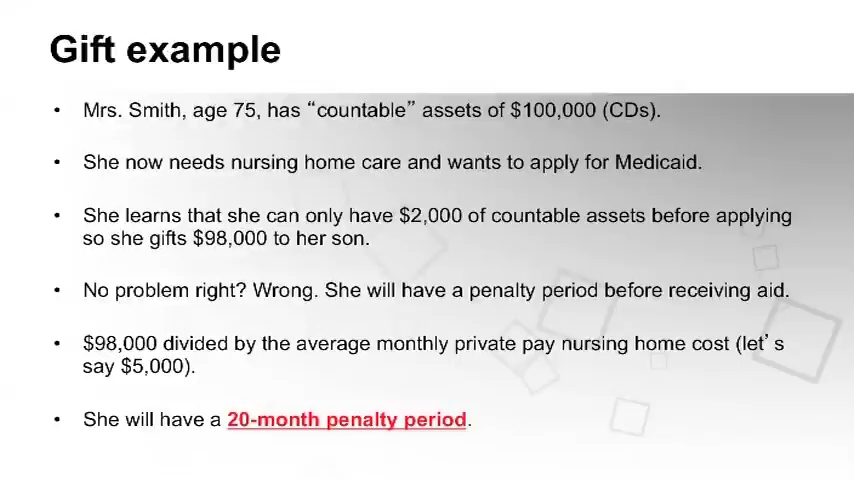 Gift example
• Mrs. Smith, age 75, has “countable” assets of $100,000 (CDs).
• She now needs nursing home care and wants to apply for Medicaid.
• She learns that she can only have $2,000 of countable assets before applying
so she gifts $98,000 to her son.
• No problem right? Wrong. She will have a penalty period before receiving aid.
• $98,000 divided by the average monthly private pay nursing home cost (let’s
say $5,000).
• She will have a 20-month penalty period.